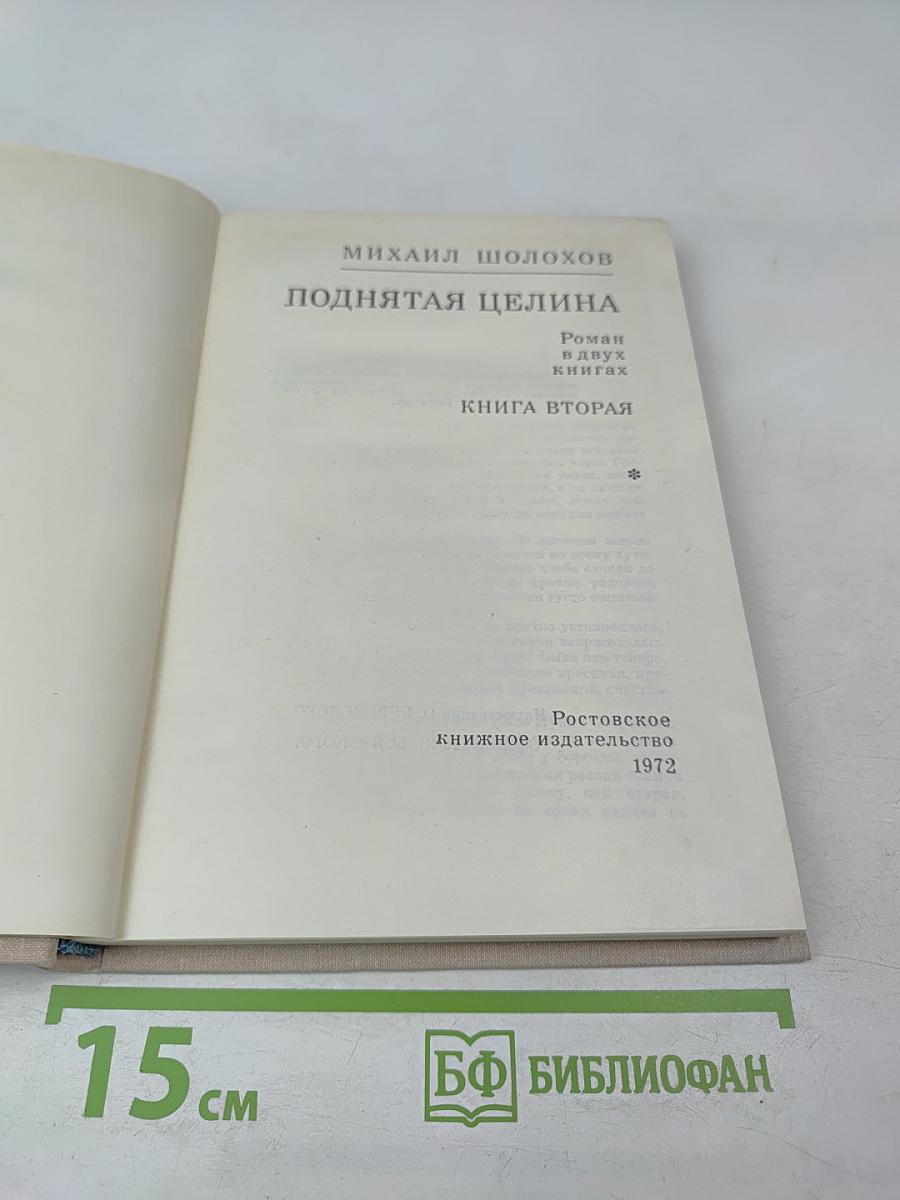 МИХАИЛ ШОЛОХОВ
ПОДНЯТАЯ ЦЕЛИНА
Роман
в двух
книгах
КНИГА ВТОРАЯ
*
Ростовское
книжное издательство
1972
15 см
БФ БИБЛИОФАН